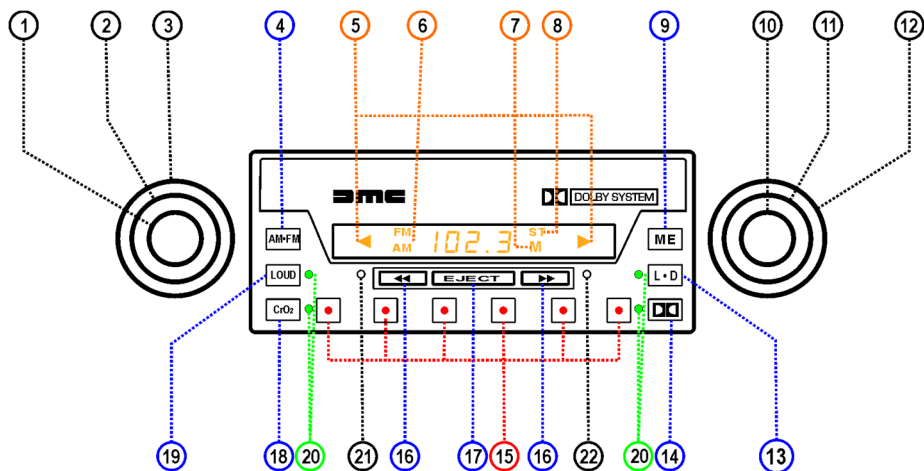 1 2 3 4 5 6 7 8 9 10 11 12
DMC
DOLBY SYSTEM
FM ST
AM 102.3 M
AM•FM ME
LOUD EJECT L•D
CrO₂
19 18 20 21 16 17 15 16 22 20 14 13